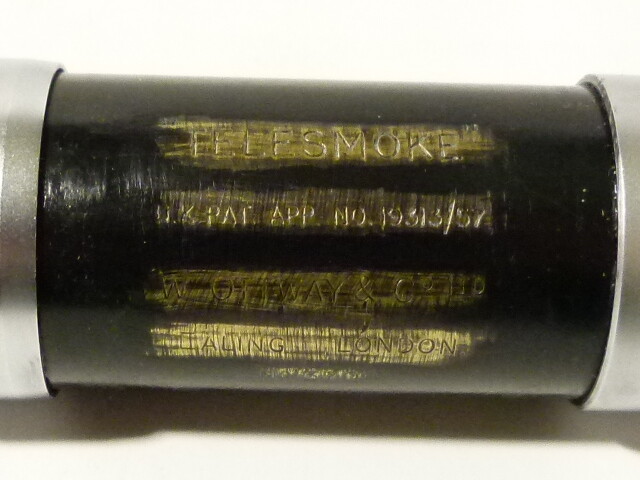 "TELESMOKE"
U.K. PAT. APP. NO. 19313/57
W. OTTWAY & Co. LTD
EALING LONDON